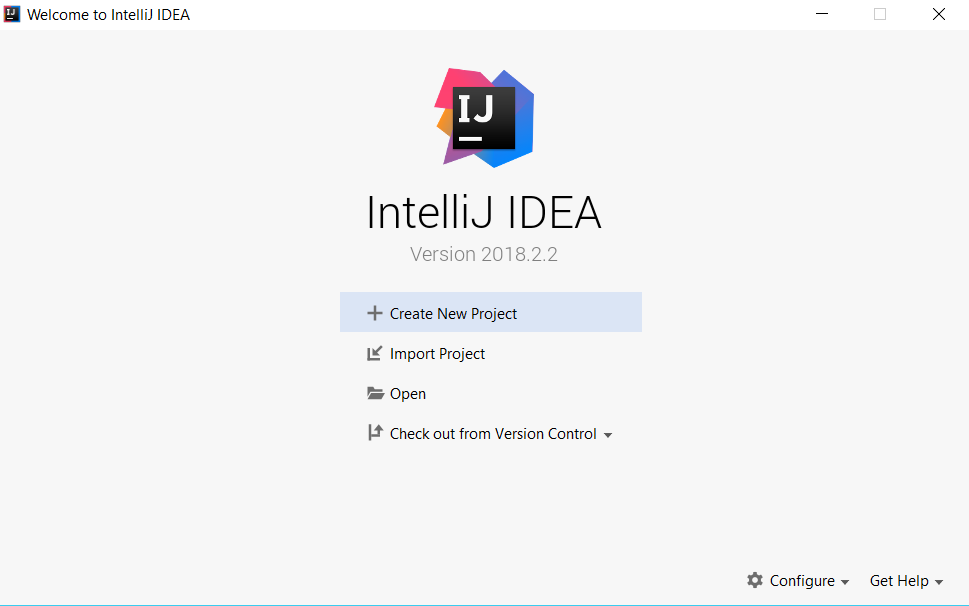 Welcome to IntelliJ IDEA
IJ
IntelliJ IDEA
Version 2018.2.2
Create New Project
Import Project
Open
Check out from Version Control
Configure
Get Help